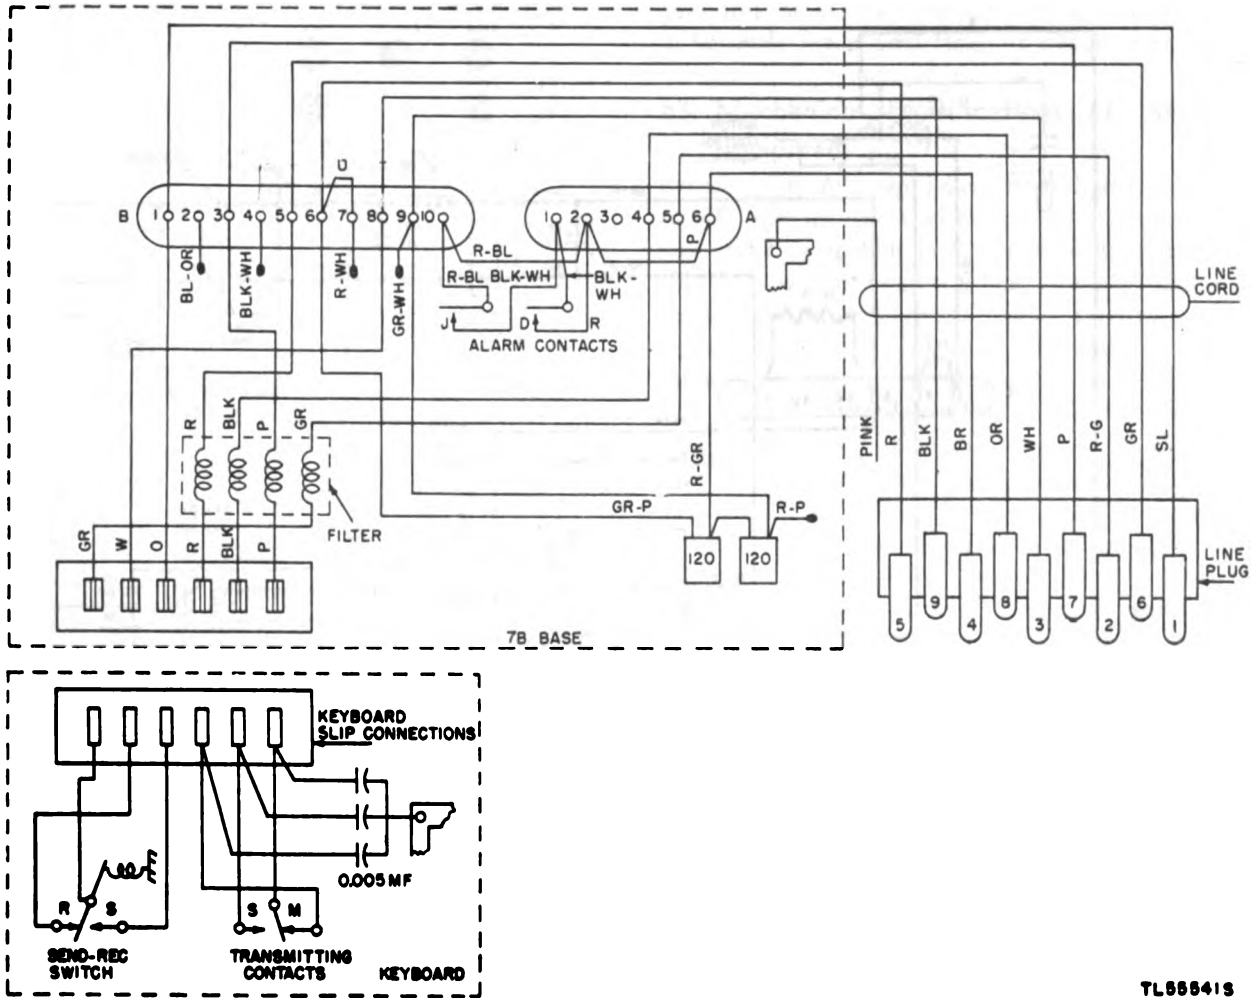 C
B 1 2 3 4 5 6 7 8 9 10
1 2 3 4 5 6 A
P
BL-OR
BLK-WH
R-WH
GR-WH
R-BL
R-BL BLK-WH
BLK-
WH
J
D
R
ALARM CONTACTS
LINE
CORD
R
BLK
P
GR
FILTER
GR
W
O
R
BLK
P
R-GR
GR-P
R-P
120
120
7B BASE
PINK
R
BLK
BR
OR
WH
P
R-G
GR
SL
LINE
PLUG
5 9 4 8 3 7 2 6 1
KEYBOARD
SLIP CONNECTIONS
0.005MF
R S
S M
SEND-REC
SWITCH
TRANSMITTING
CONTACTS
KEYBOARD
TL55541S